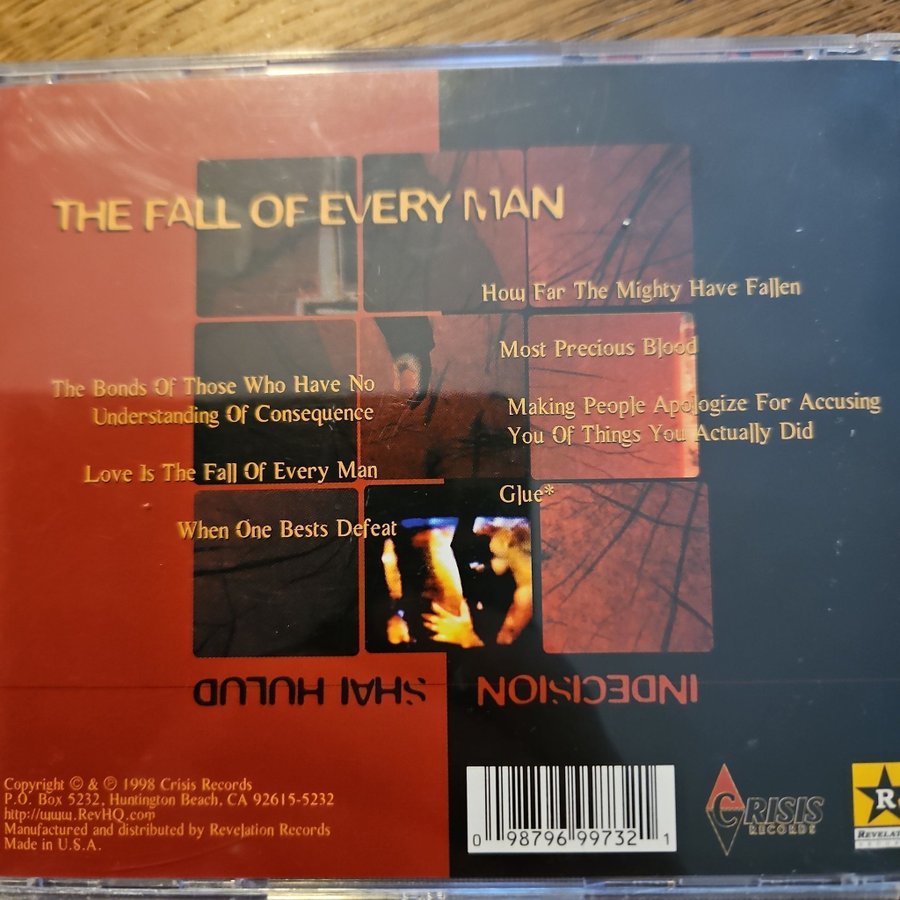 THE FALL OF EVERY MAN
The Bonds Of Those Who Have No
Understanding Of Consequence
Love Is The Fall Of Every Man
When One Bests Defeat
How Far The Mighty Have Fallen
Most Precious Blood
Making People Apologize For Accusing
You Of Things You Actually Did
Glue*
SHAI HULUD
INDECISION
Copyright © & ℗ 1998 Crisis Records
P.O. Box 5232, Huntington Beach, CA 92615-5232
http://www.RevHQ.com
Manufactured and distributed by Revelation Records
Made in U.S.A.
0 98796 99732 1
CRISIS
RECORDS
R